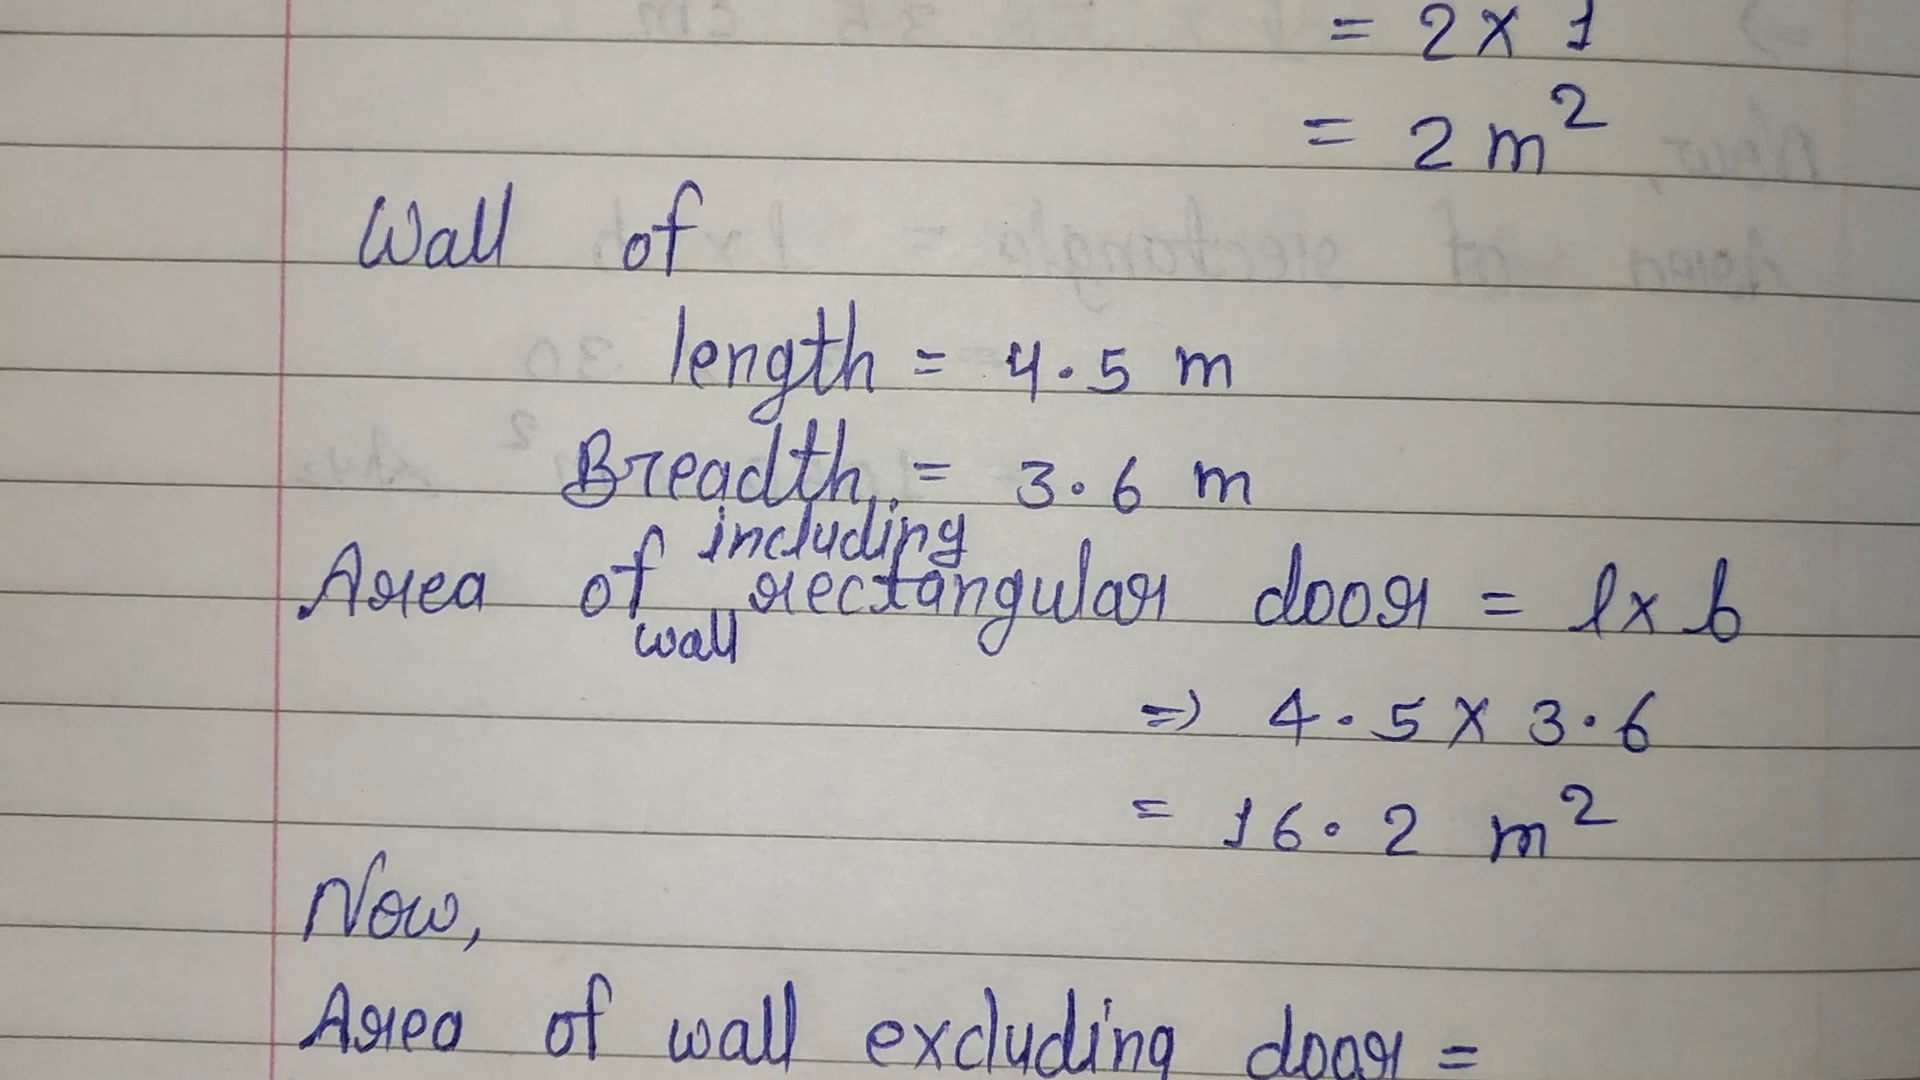 = 2 x 1
= 2 m²
Wall of
length = 4.5 m
Breadth = 3.6 m
Area of wall including rectangular door = l x b
=> 4.5 x 3.6
= 16.2 m²
Now,
Area of wall excluding door =